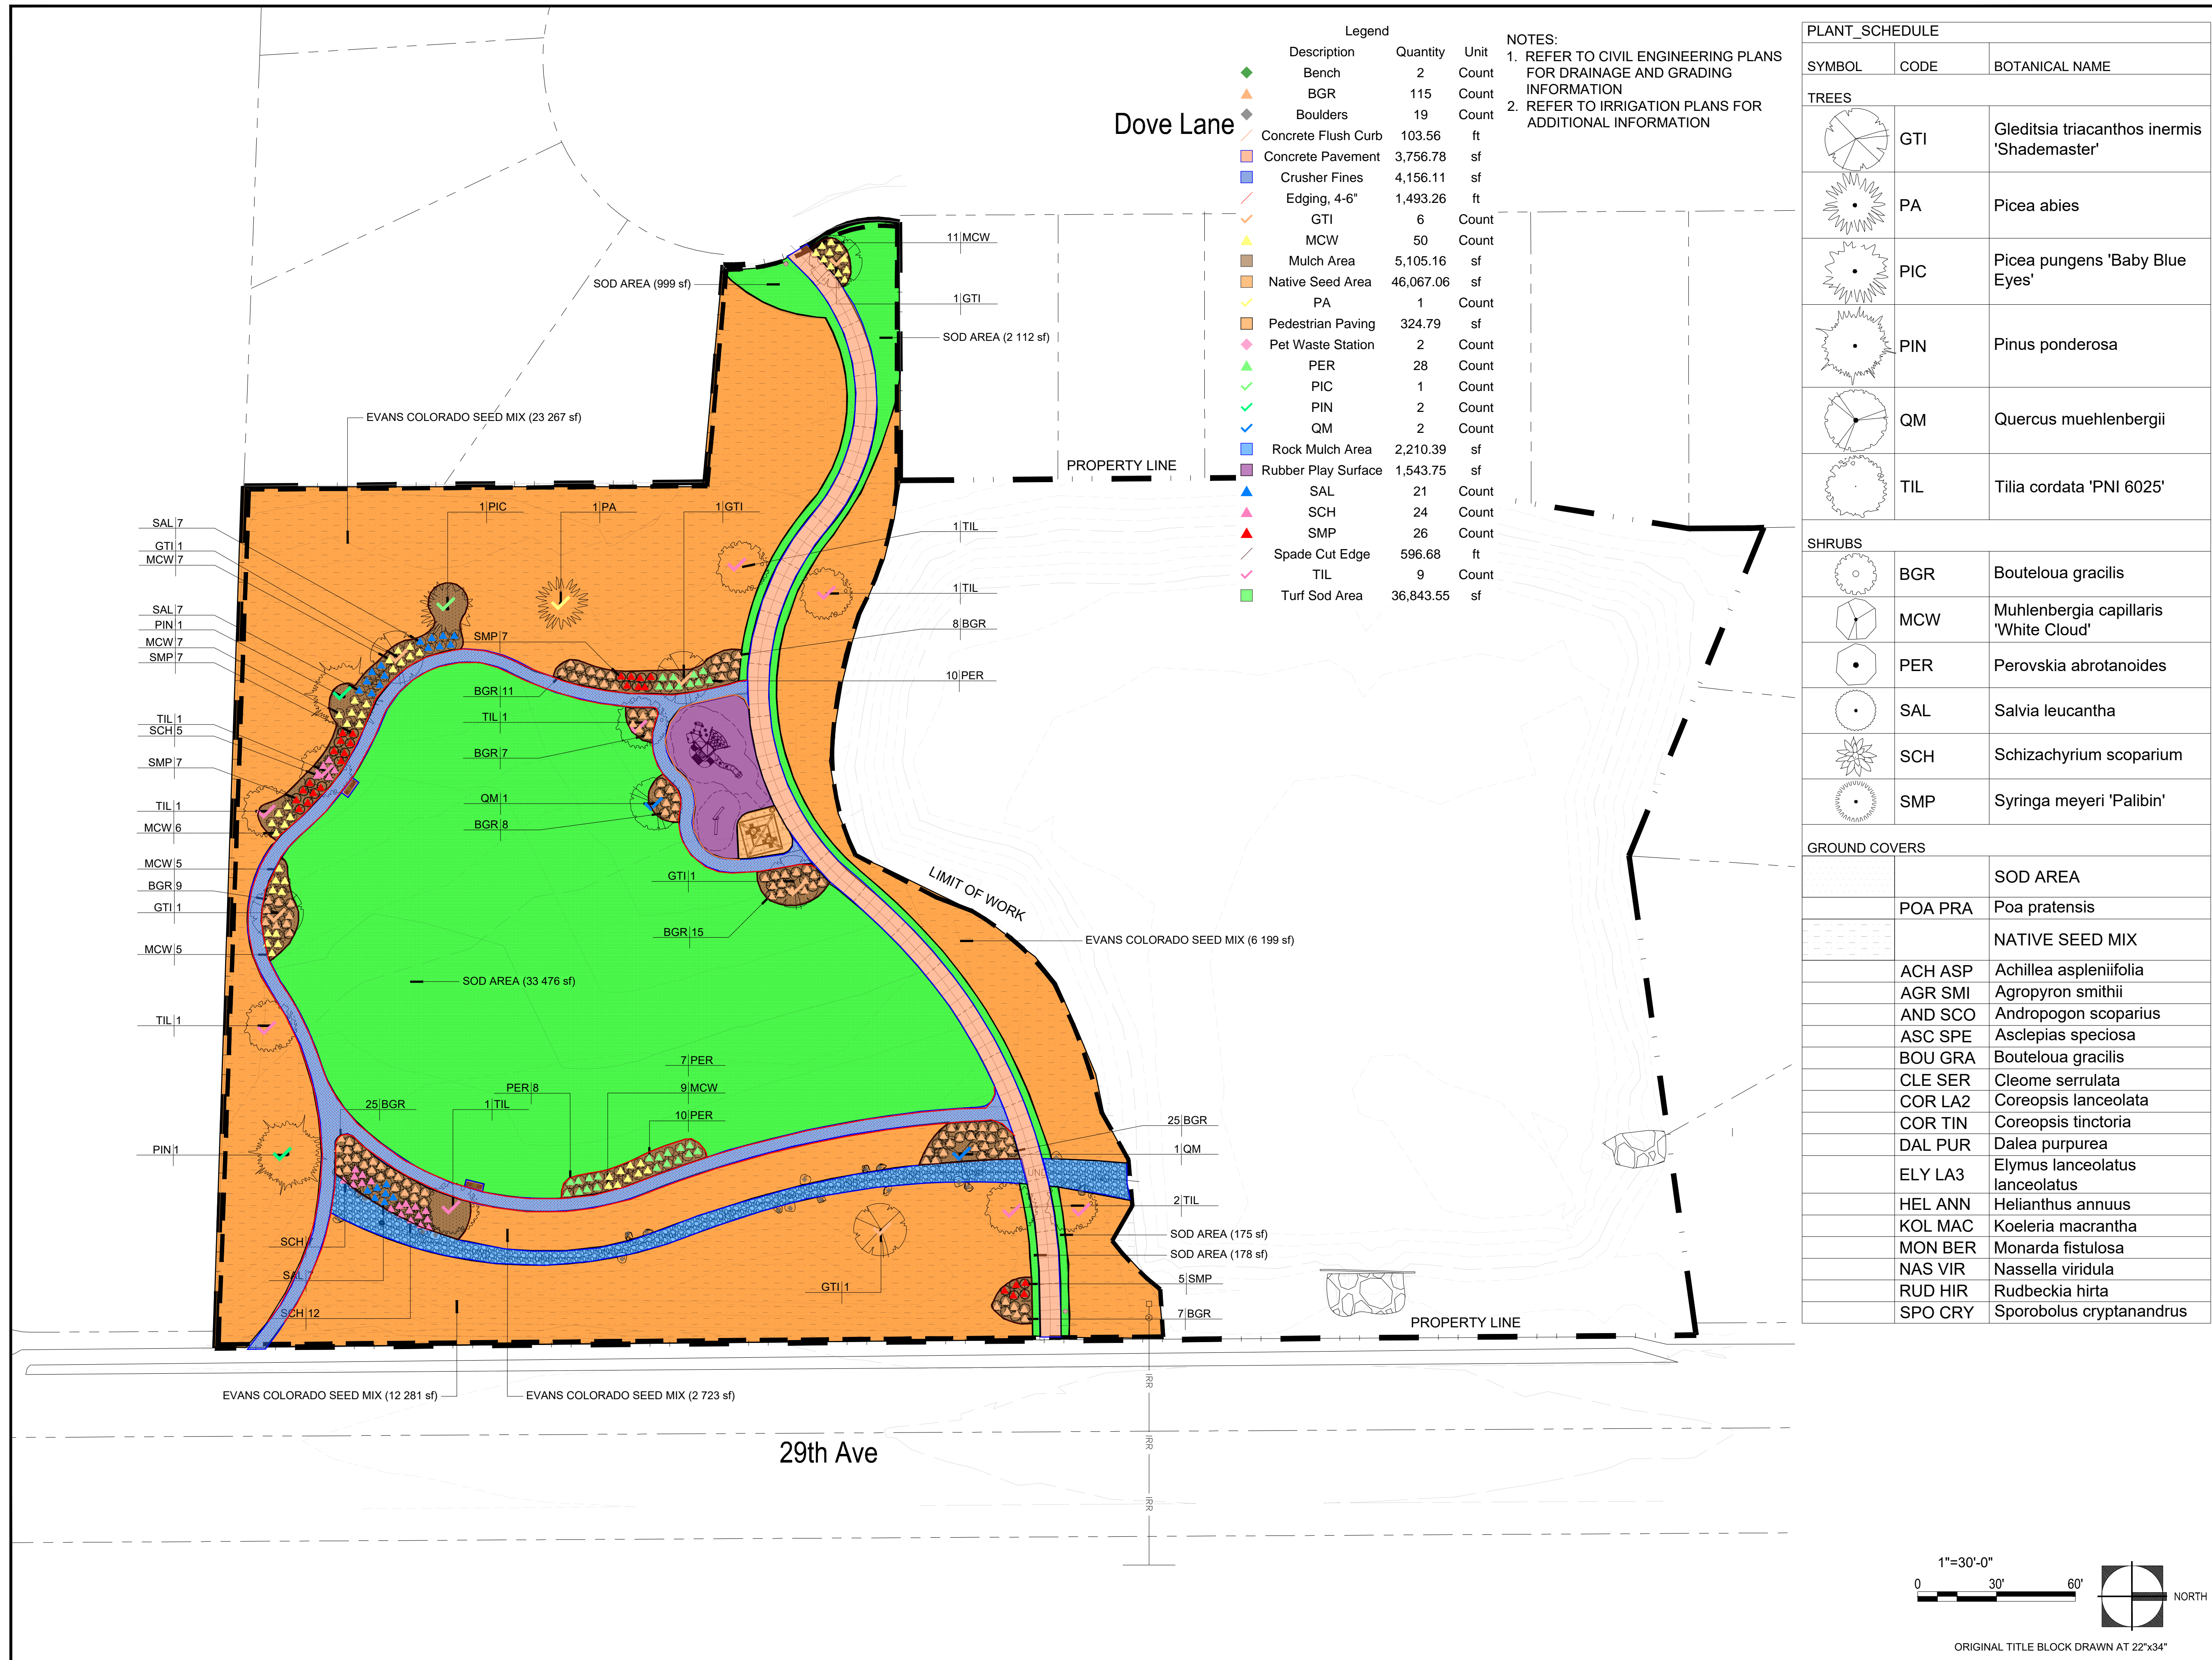 Legend
Description Quantity Unit
Bench 2 Count
BGR 115 Count
Boulders 19 Count
Concrete Flush Curb 103.56 ft
Concrete Pavement 3,756.78 sf
Crusher Fines 4,156.11 sf
Edging, 4-6" 1,493.26 ft
GTI 6 Count
MCW 50 Count
Mulch Area 5,105.16 sf
Native Seed Area 46,067.06 sf
PA 1 Count
Pedestrian Paving 324.79 sf
Pet Waste Station 2 Count
PER 28 Count
PIC 1 Count
PIN 2 Count
QM 2 Count
Rock Mulch Area 2,210.39 sf
Rubber Play Surface 1,543.75 sf
SAL 21 Count
SCH 24 Count
SMP 26 Count
Spade Cut Edge 596.68 ft
TIL 9 Count
Turf Sod Area 36,843.55 sf
NOTES:
1. REFER TO CIVIL ENGINEERING PLANS
FOR DRAINAGE AND GRADING
INFORMATION
2. REFER TO IRRIGATION PLANS FOR
ADDITIONAL INFORMATION
PLANT_SCHEDULE
SYMBOL CODE BOTANICAL NAME
TREES
GTI Gleditsia triacanthos inermis
'Shademaster'
PA Picea abies
PIC Picea pungens 'Baby Blue
Eyes'
PIN Pinus ponderosa
QM Quercus muehlenbergii
TIL Tilia cordata 'PNI 6025'
SHRUBS
BGR Bouteloua gracilis
MCW Muhlenbergia capillaris
'White Cloud'
PER Perovskia abrotanoides
SAL Salvia leucantha
SCH Schizachyrium scoparium
SMP Syringa meyeri 'Palibin'
GROUND COVERS
SOD AREA
POA PRA Poa pratensis
NATIVE SEED MIX
ACH ASP Achillea aspleniifolia
AGR SMI Agropyron smithii
AND SCO Andropogon scoparius
ASC SPE Asclepias speciosa
BOU GRA Bouteloua gracilis
CLE SER Cleome serrulata
COR LA2 Coreopsis lanceolata
COR TIN Coreopsis tinctoria
DAL PUR Dalea purpurea
ELY LA3 Elymus lanceolatus
lanceolatus
HEL ANN Helianthus annuus
KOL MAC Koeleria macrantha
MON BER Monarda fistulosa
NAS VIR Nassella viridula
RUD HIR Rudbeckia hirta
SPO CRY Sporobolus cryptanandrus
Dove Lane
11 MCW
SOD AREA (999 sf)
1 GTI
SOD AREA (2 112 sf)
EVANS COLORADO SEED MIX (23 267 sf)
PROPERTY LINE
1 PIC
1 PA
1 GTI
SAL 7
GTI 1
MCW 7
1 TIL
1 TIL
SAL 7
PIN 1
MCW 7
SMP 7
SMP 7
8 BGR
10 PER
BGR 11
TIL 1
BGR 7
TIL 1
SCH 5
SMP 7
QM 1
BGR 8
TIL 1
MCW 6
MCW 5
BGR 9
GTI 1
MCW 5
GTI 1
BGR 15
LIMIT OF WORK
EVANS COLORADO SEED MIX (6 199 sf)
SOD AREA (33 476 sf)
TIL 1
7 PER
PER 8
9 MCW
25 BGR
1 TIL
10 PER
25 BGR
1 QM
PIN 1
2 TIL
SOD AREA (175 sf)
SOD AREA (178 sf)
SCH
SAL 7
SCH 12
GTI 1
5 SMP
7 BGR
PROPERTY LINE
EVANS COLORADO SEED MIX (12 281 sf)
EVANS COLORADO SEED MIX (2 723 sf)
29th Ave
IRR
IRR
IRR
1"=30'-0"
0 30' 60'
NORTH
ORIGINAL TITLE BLOCK DRAWN AT 22"x34"